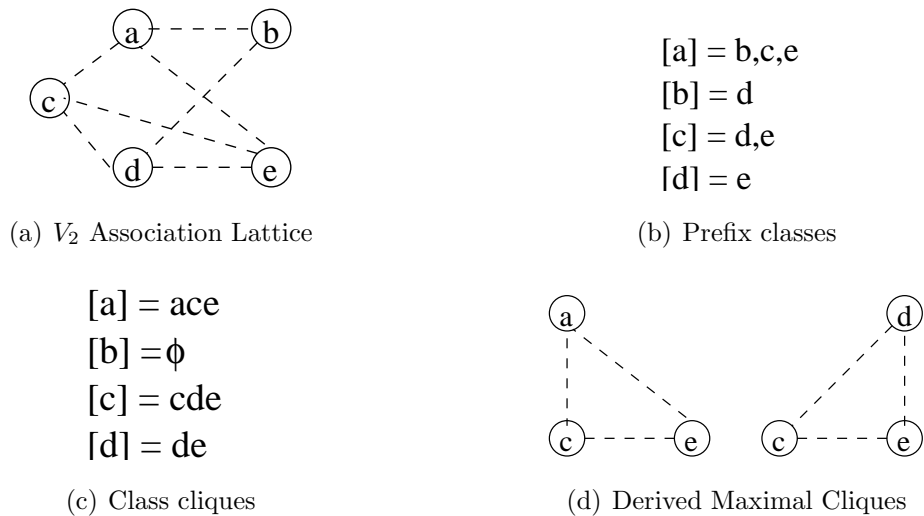 a
b
c
d
e
[a] = b,c,e
[b] = d
[c] = d,e
[d] = e
(a) V₂ Association Lattice
(b) Prefix classes
[a] = ace
[b] = ϕ
[c] = cde
[d] = de
a
c
e
d
c
e
(c) Class cliques
(d) Derived Maximal Cliques